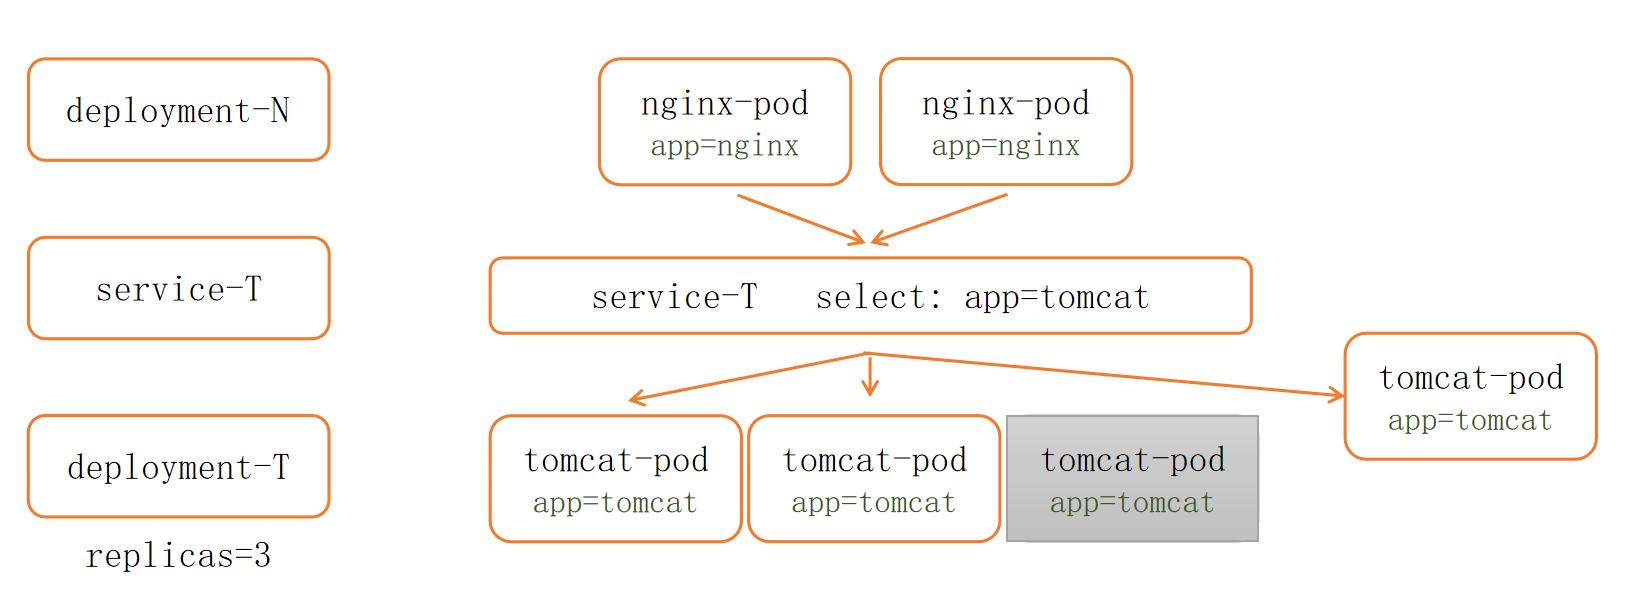 deployment-N
nginx-pod
app=nginx
nginx-pod
app=nginx
service-T
service-T select: app=tomcat
deployment-T
replicas=3
tomcat-pod
app=tomcat
tomcat-pod
app=tomcat
tomcat-pod
app=tomcat
tomcat-pod
app=tomcat